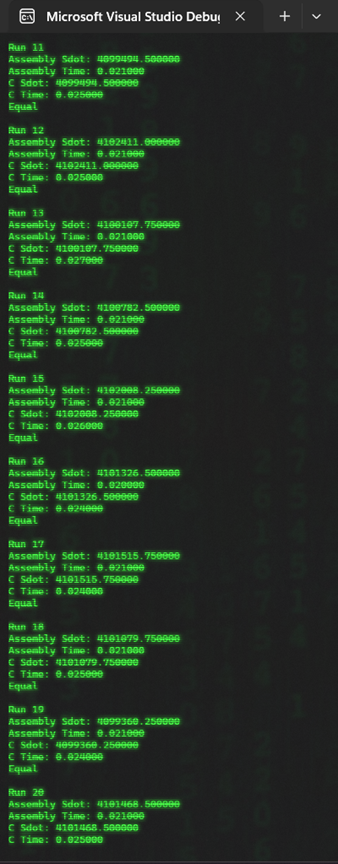 Microsoft Visual Studio Debug
Run 11
Assembly Sdot: 4099494.500000
Assembly Time: 0.021000
C Sdot: 4099494.500000
C Time: 0.025000
Equal
Run 12
Assembly Sdot: 4102411.000000
Assembly Time: 0.021000
C Sdot: 4102411.000000
C Time: 0.025000
Equal
Run 13
Assembly Sdot: 4100107.750000
Assembly Time: 0.021000
C Sdot: 4100107.750000
C Time: 0.027000
Equal
Run 14
Assembly Sdot: 4100782.500000
Assembly Time: 0.021000
C Sdot: 4100782.500000
C Time: 0.025000
Equal
Run 15
Assembly Sdot: 4102008.250000
Assembly Time: 0.021000
C Sdot: 4102008.250000
C Time: 0.026000
Equal
Run 16
Assembly Sdot: 4101326.500000
Assembly Time: 0.020000
C Sdot: 4101326.500000
C Time: 0.024000
Equal
Run 17
Assembly Sdot: 4101515.750000
Assembly Time: 0.021000
C Sdot: 4101515.750000
C Time: 0.024000
Equal
Run 18
Assembly Sdot: 4101079.750000
Assembly Time: 0.021000
C Sdot: 4101079.750000
C Time: 0.025000
Equal
Run 19
Assembly Sdot: 4099360.250000
Assembly Time: 0.021000
C Sdot: 4099360.250000
C Time: 0.024000
Equal
Run 20
Assembly Sdot: 4101468.500000
Assembly Time: 0.021000
C Sdot: 4101468.500000
C Time: 0.025000